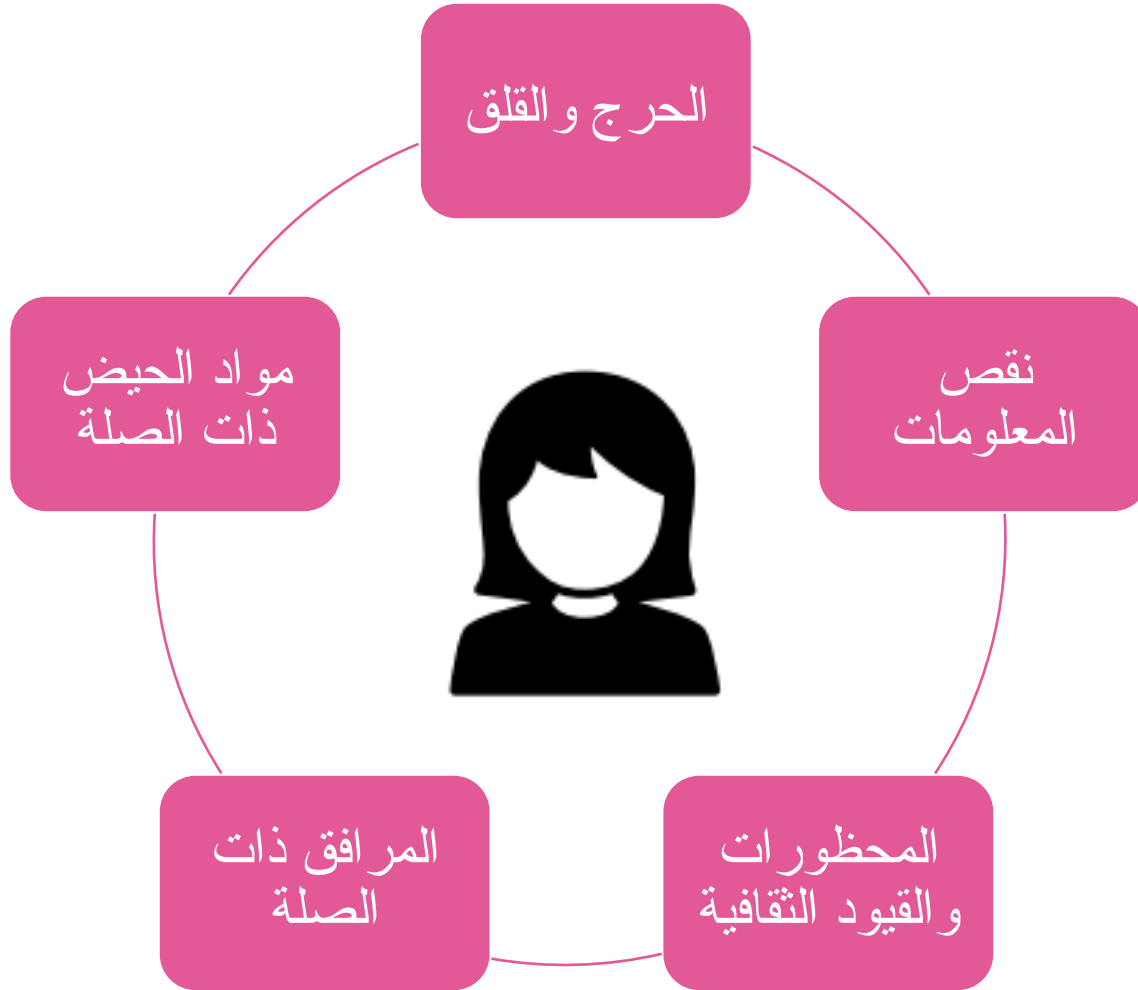 الحرج والقلق
نقص
المعلومات
المحظورات
والقيود الثقافية
المرافق ذات
الصلة
مواد الحيض
ذات الصلة